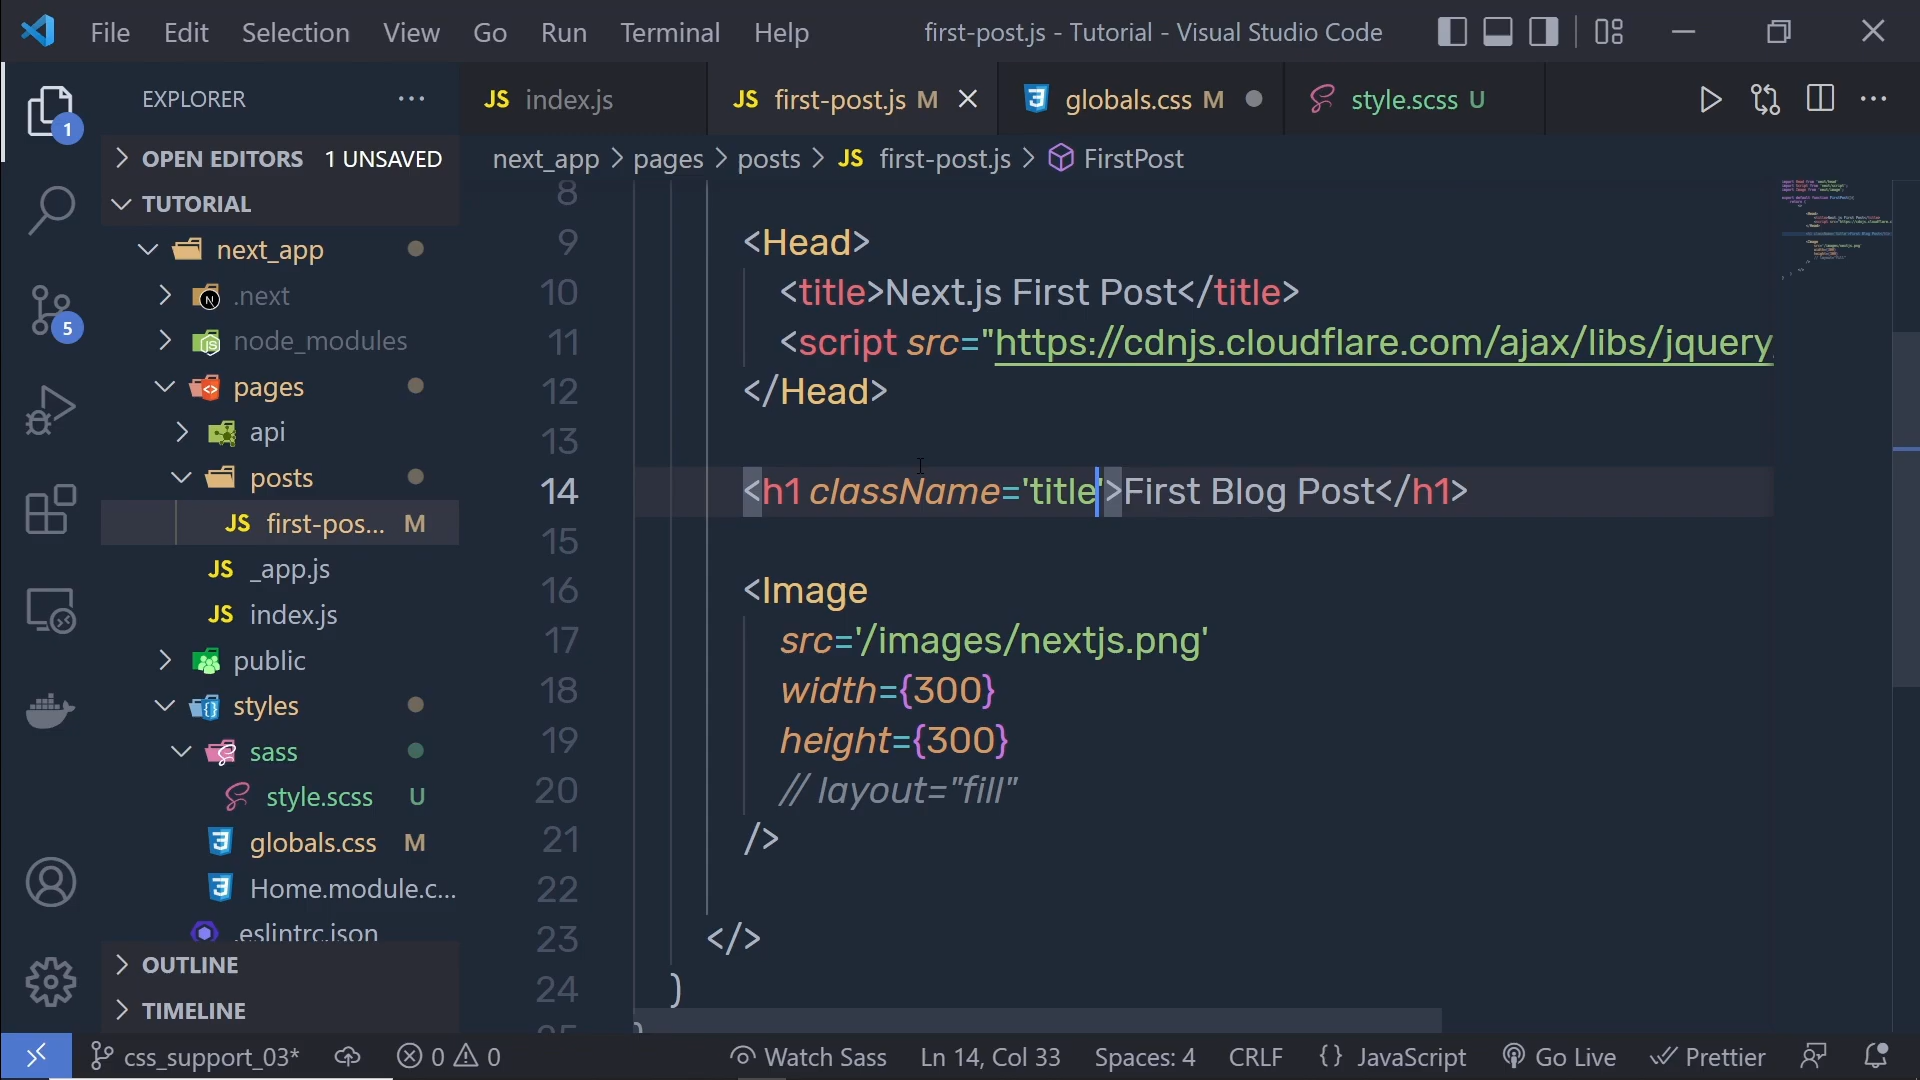 File Edit Selection View Go Run Terminal Help first-post.js - Tutorial - Visual Studio Code
EXPLORER ...
JS index.js JS first-post.js M globals.css M style.scss U
OPEN EDITORS 1 UNSAVED
next_app > pages > posts > JS first-post.js > FirstPost
TUTORIAL
next_app
.next
node_modules
pages
api
posts
JS first-pos... M
JS _app.js
JS index.js
public
styles
sass
style.scss U
globals.css M
Home.module.c...
.eslintrc.json
OUTLINE
TIMELINE
8
9 <Head>
10 <title>Next.js First Post</title>
11 <script src="https://cdnjs.cloudflare.com/ajax/libs/jquery
12 </Head>
13
14 <h1 className='title'>First Blog Post</h1>
15
16 <Image
17 src='/images/nextjs.png'
18 width={300}
19 height={300}
20 // layout="fill"
21 />
22
23 </>
24 )
1
5
css_support_03* 0 0 Watch Sass Ln 14, Col 33 Spaces: 4 CRLF {} JavaScript Go Live Prettier